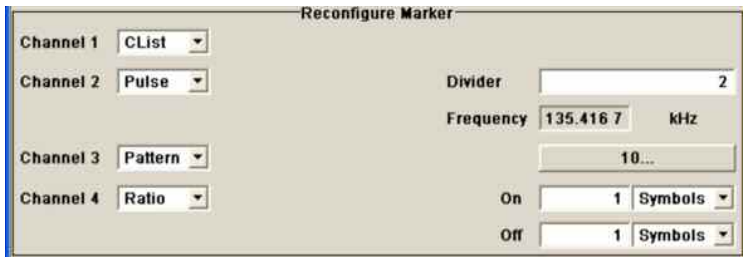 Reconfigure Marker
Channel 1 CList
Channel 2 Pulse Divider 2
Frequency 135.416 7 kHz
Channel 3 Pattern 10...
Channel 4 Ratio On 1 Symbols
Off 1 Symbols